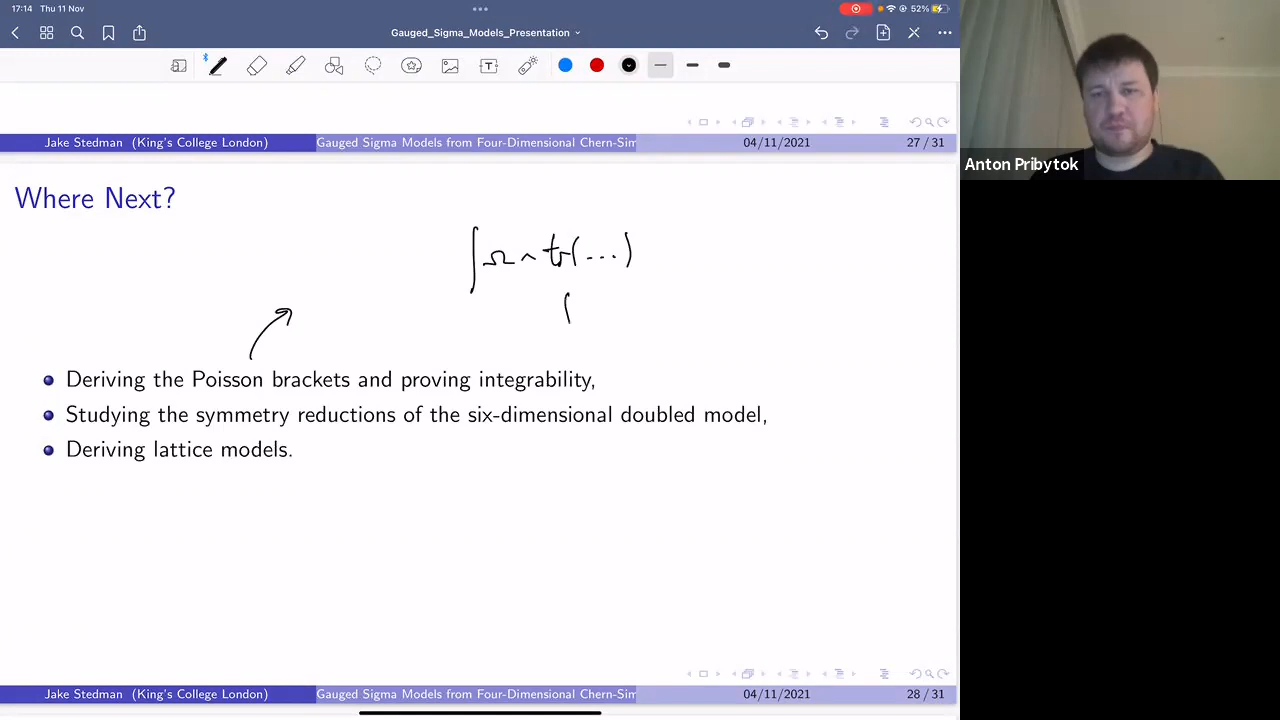 17:14 Thu 11 Nov
52%
Gauged_Sigma_Models_Presentation
T
Jake Stedman (King's College London) Gauged Sigma Models from Four-Dimensional Chern-Sim 04/11/2021 27 / 31
Anton Pribytok
Where Next?
∫Ω ∧ tr(...)
Deriving the Poisson brackets and proving integrability,
Studying the symmetry reductions of the six-dimensional doubled model,
Deriving lattice models.
Jake Stedman (King's College London) Gauged Sigma Models from Four-Dimensional Chern-Sim 04/11/2021 28 / 31